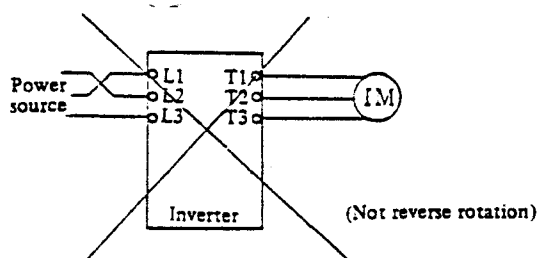 L1 T1
Power
source
L2 T2
IM
L3 T3
Inverter
(Not reverse rotation)